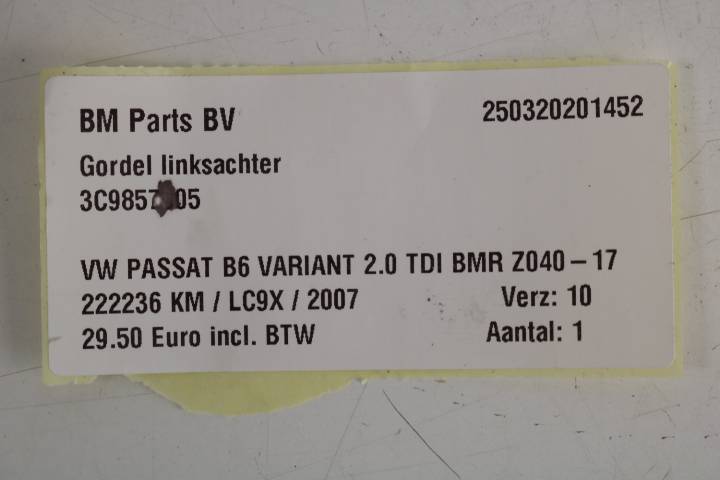 BM Parts BV
250320201452
Gordel linksachter
VW PASSAT B6 VARIANT 2.0 TDI BMR Z040-17
222236 KM / LC9X / 2007
Verz: 10
29.50 Euro incl. BTW
Aantal: 1